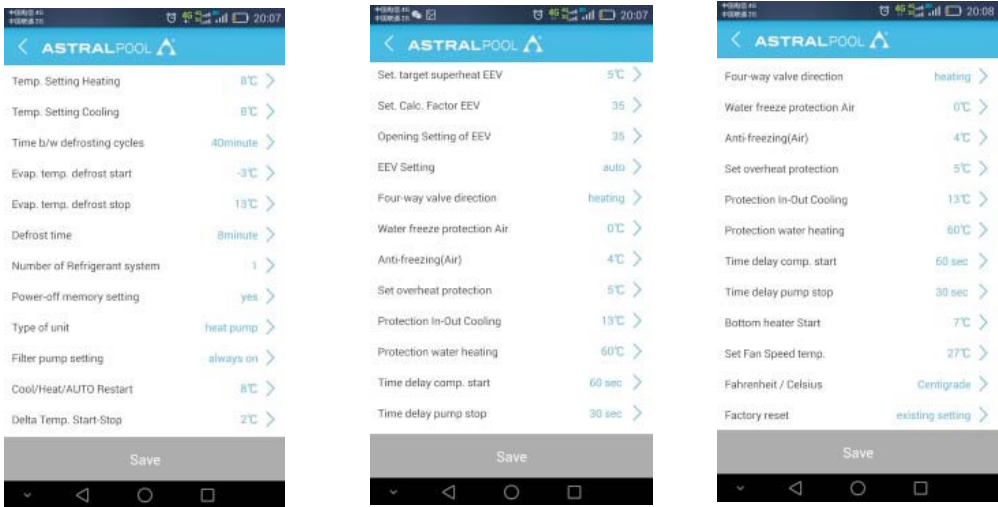 20:07
ASTRALPOOL
Temp. Setting Heating 8℃
Temp. Setting Cooling 8℃
Time b/w defrosting cycles 40minute
Evap. temp. defrost start -3℃
Evap. temp. defrost stop 13℃
Defrost time 8minute
Number of Refrigerant system 1
Power-off memory setting yes
Type of unit heat pump
Filter pump setting always on
Cool/Heat/AUTO Restart 8℃
Delta Temp. Start-Stop 2℃
Save
20:07
ASTRALPOOL
Set. target superheat EEV 5℃
Set. Calc. Factor EEV 35
Opening Setting of EEV 35
EEV Setting auto
Four-way valve direction heating
Water freeze protection Air 0℃
Anti-freezing(Air) 4℃
Set overheat protection 5℃
Protection In-Out Cooling 13℃
Protection water heating 60℃
Time delay comp. start 60 sec
Time delay pump stop 30 sec
Save
20:08
ASTRALPOOL
Four-way valve direction heating
Water freeze protection Air 0℃
Anti-freezing(Air) 4℃
Set overheat protection 5℃
Protection In-Out Cooling 13℃
Protection water heating 60℃
Time delay comp. start 60 sec
Time delay pump stop 30 sec
Bottom heater Start 7℃
Set Fan Speed temp. 27℃
Fahrenheit / Celsius Centigrade
Factory reset existing setting
Save